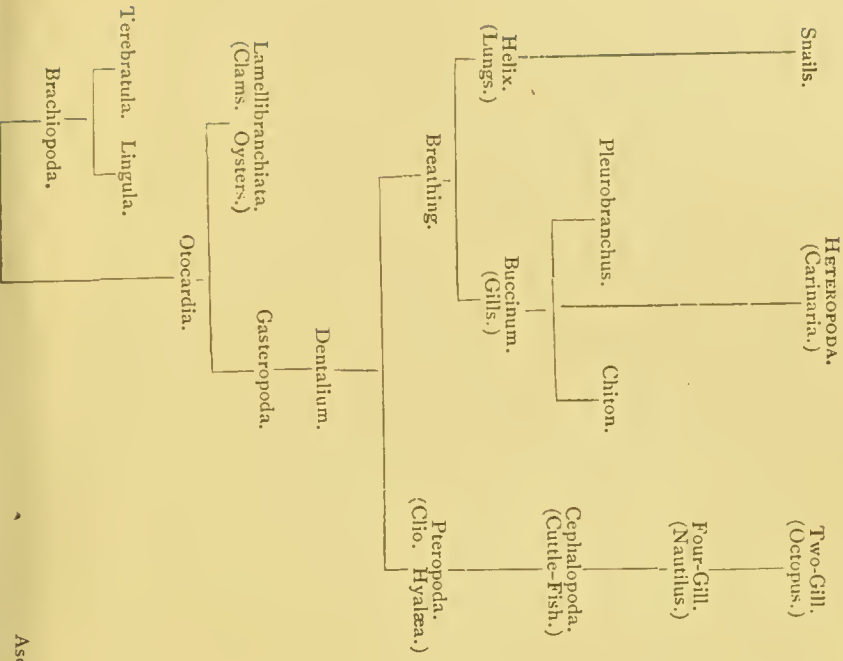 Snails.
HETEROPODA.
(Carinaria.)
Two-Gill.
(Octopus.)
Four-Gill.
(Nautilus.)
Pleurobranchus.
Chiton.
Cephalopoda.
(Cuttle-Fish.)
Helix.
(Lungs.)
Buccinum.
(Gills.)
Breathing.
Pteropoda.
(Clio. Hyalæa.)
Dentalium.
Lamellibranchiata.
(Clams. Oysters.)
Gasteropoda.
Otocardia.
Terebratula. Lingula.
Brachiopoda.